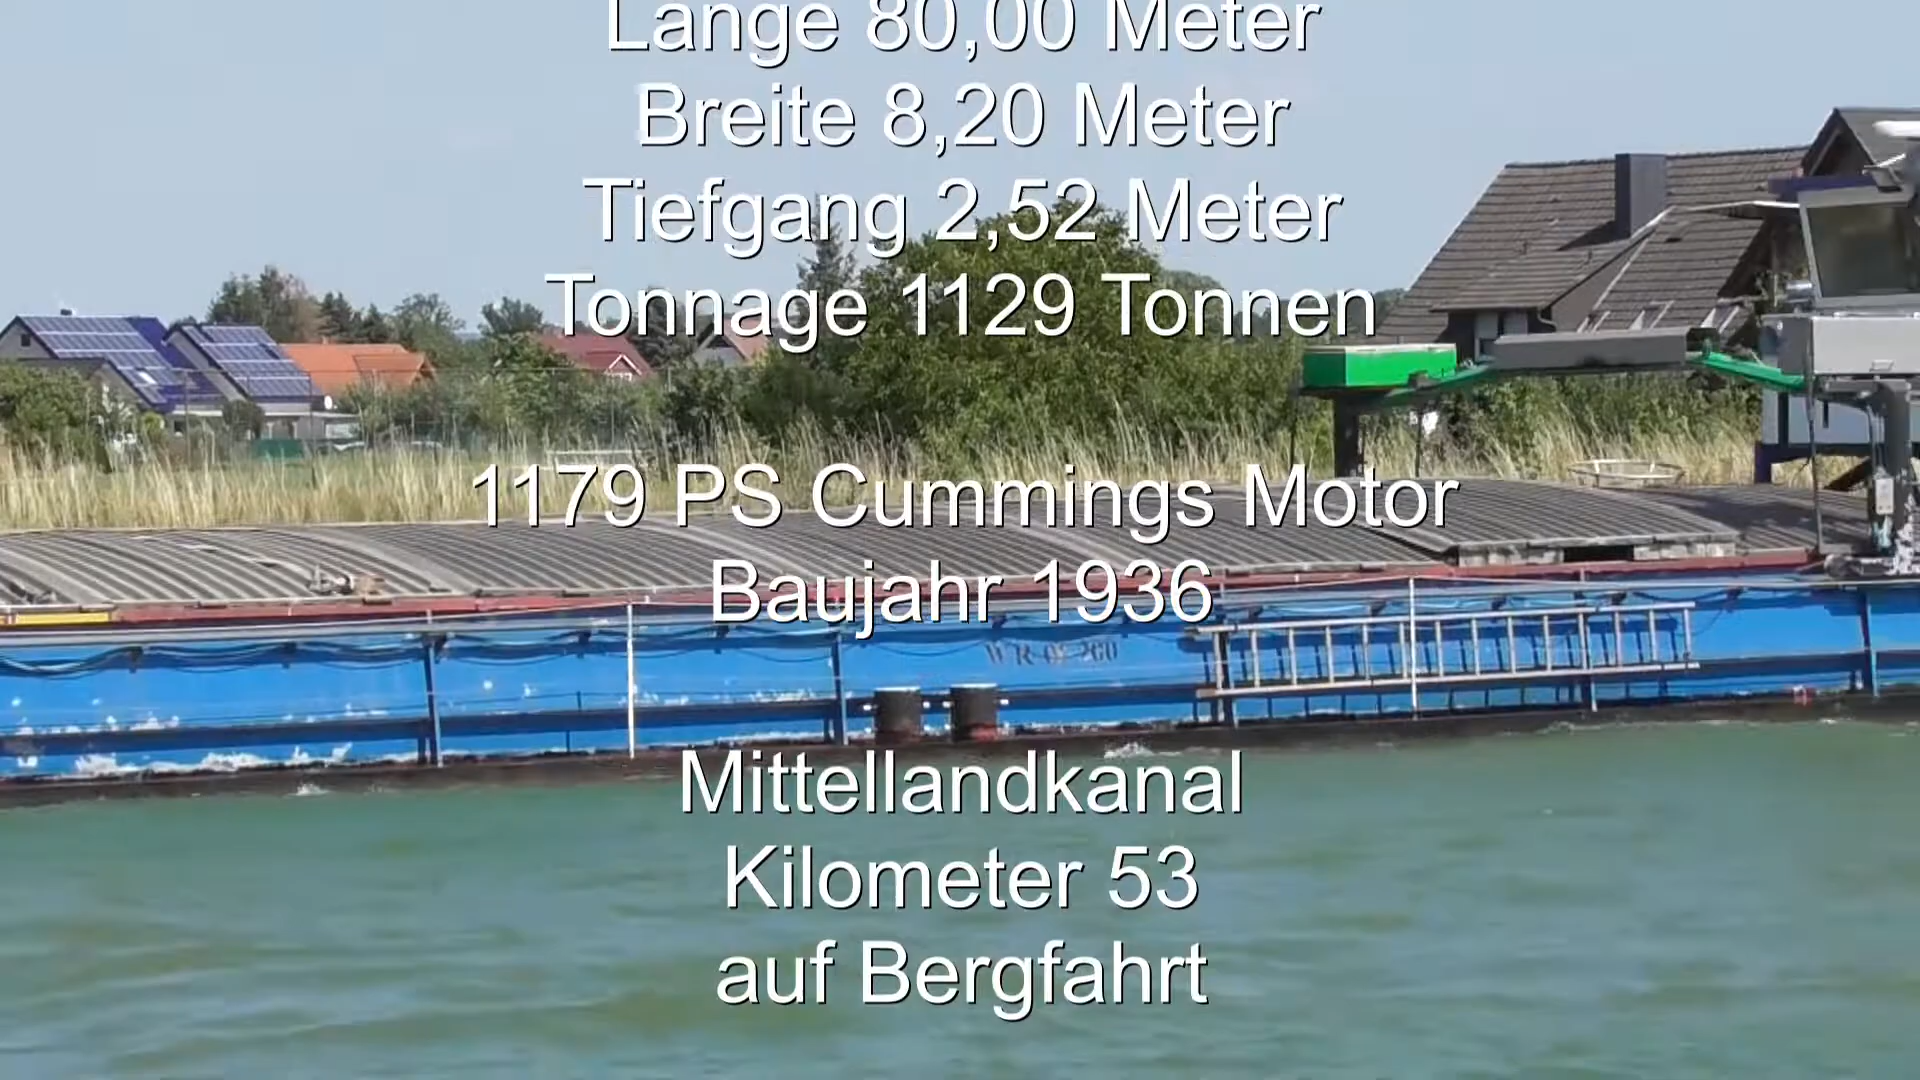 Länge 80,00 Meter
Breite 8,20 Meter
Tiefgang 2,52 Meter
Tonnage 1129 Tonnen
1179 PS Cummings Motor
Baujahr 1936
Mittellandkanal
Kilometer 53
auf Bergfahrt